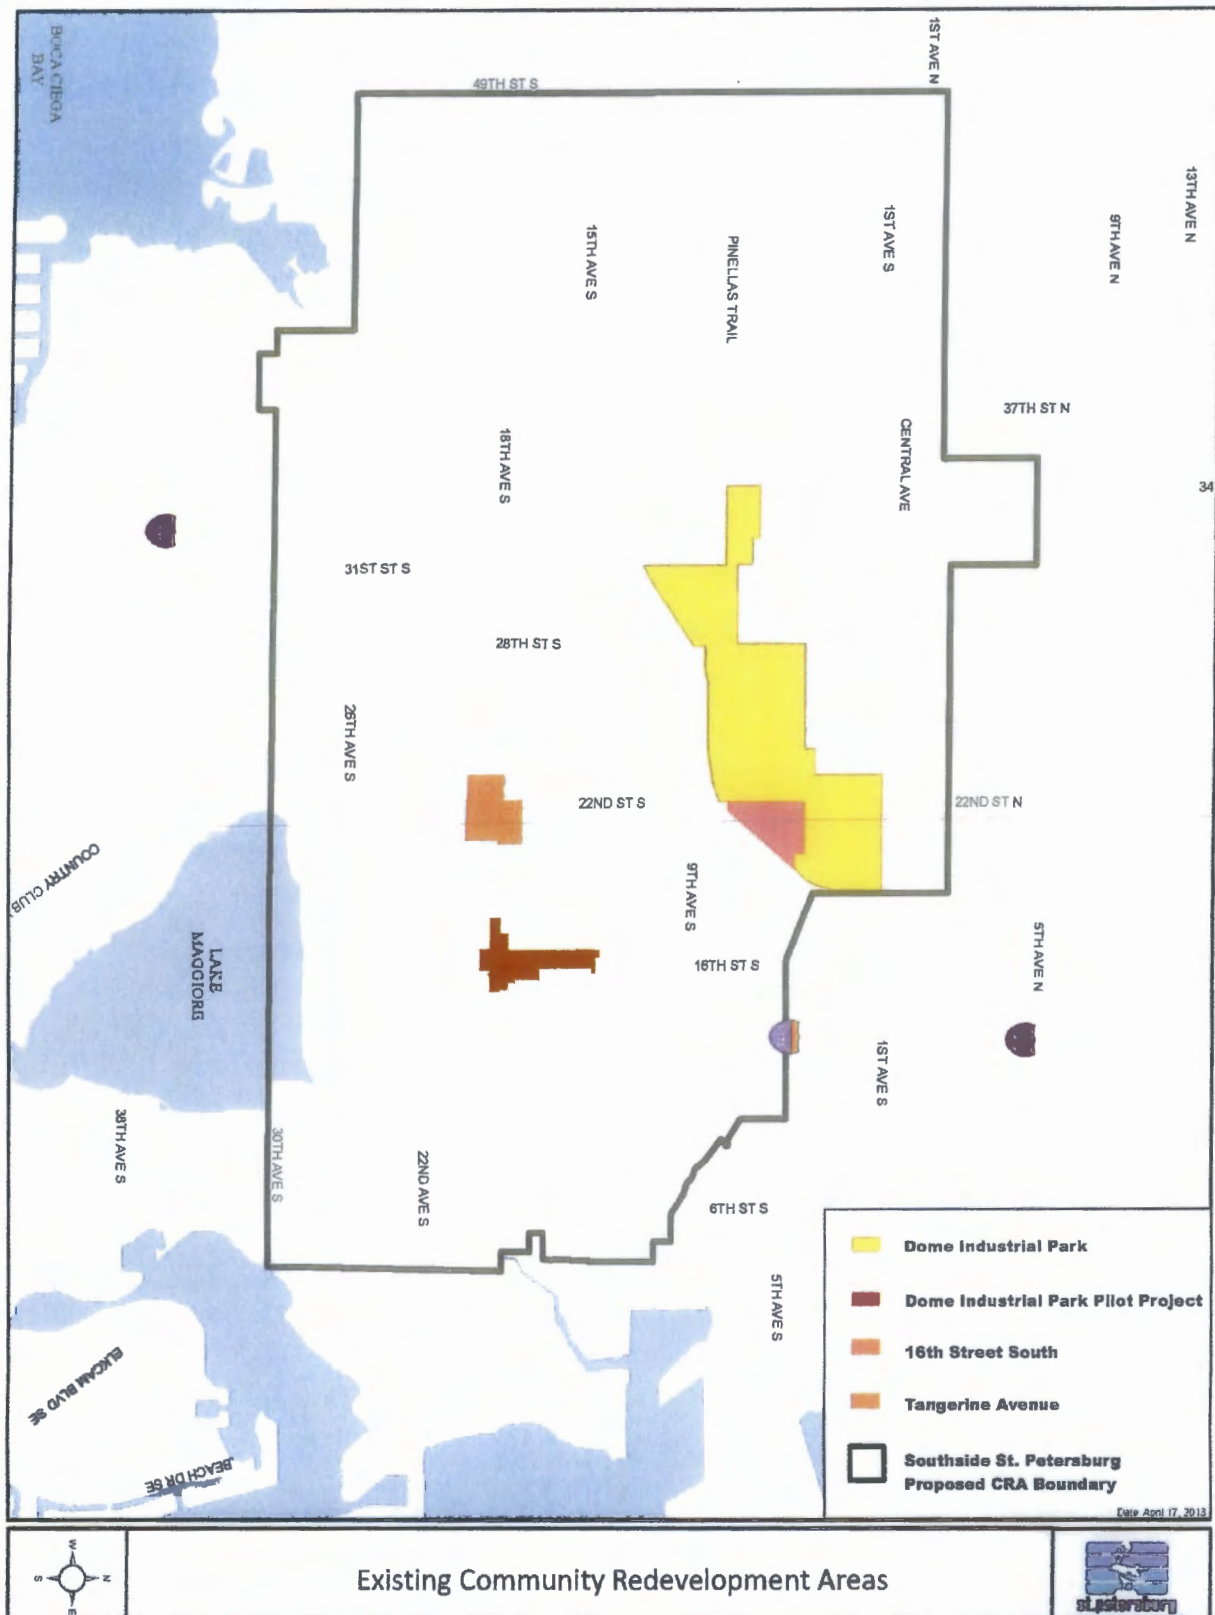 BOCA CIEGA
BAY
49TH ST S
1ST AVE N
13TH AVE N
9TH AVE N
1ST AVE S
15TH AVE S
PINELLAS TRAIL
37TH ST N
CENTRAL AVE
18TH AVE S
34
31ST ST S
28TH ST S
26TH AVE S
22ND ST S
22ND ST N
COUNTRY CLUB
9TH AVE S
LAKE
MAGGIORE
16TH ST S
5TH AVE N
1ST AVE S
38TH AVE S
30TH AVE S
22ND AVE S
6TH ST S
5TH AVE S
ELKCAM BLVD SE
BEACH DR SE
Dome Industrial Park
Dome Industrial Park Pilot Project
16th Street South
Tangerine Avenue
Southside St. Petersburg
Proposed CRA Boundary
Date April 17, 2013
W
N
S
E
Existing Community Redevelopment Areas
st.petersburg